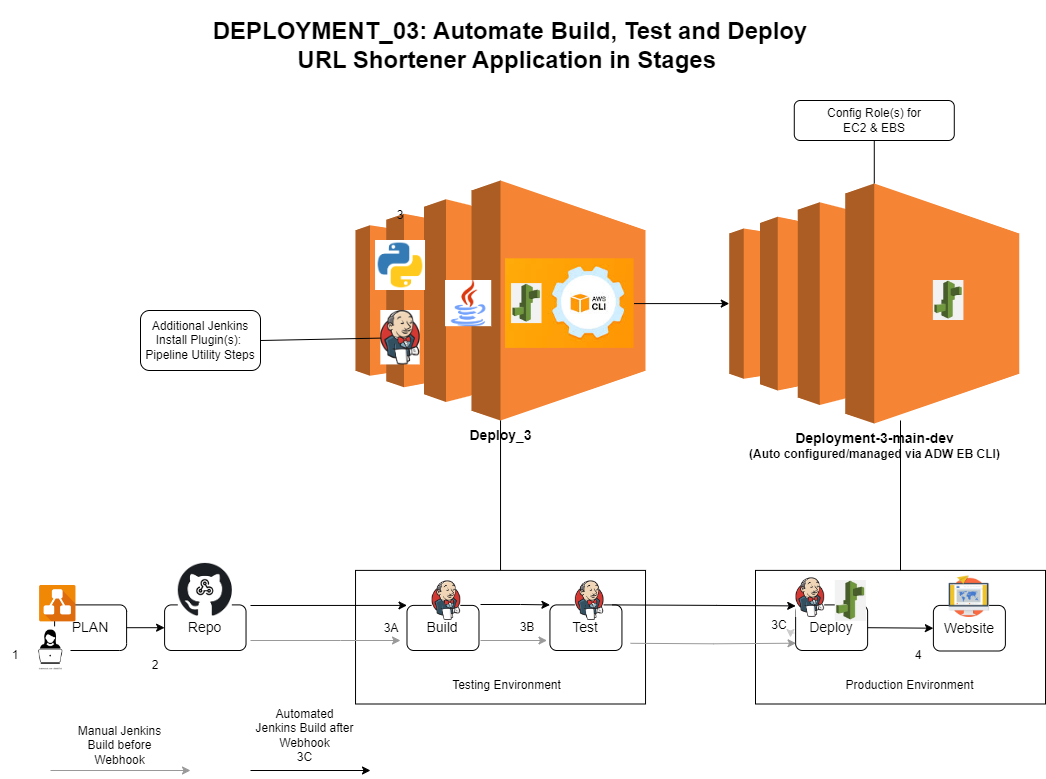 DEPLOYMENT_03: Automate Build, Test and Deploy
URL Shortener Application in Stages
Config Role(s) for
EC2 & EBS
3
AWS
CLI
Additional Jenkins
Install Plugin(s):
Pipeline Utility Steps
Deploy_3
Deployment-3-main-dev
(Auto configured/managed via ADW EB CLI)
1
PLAN
2
Repo
3A
Build
3B
Test
Testing Environment
3C
Deploy
4
Website
Production Environment
Manual Jenkins
Build before
Webhook
Automated
Jenkins Build after
Webhook
3C